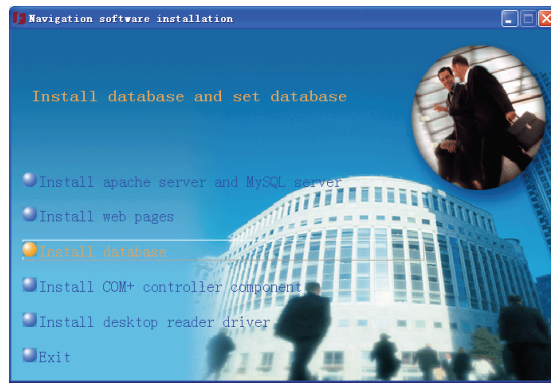 Navigation software installation
Install database and set database
Install apache server and MySQL server
Install web pages
Install database
Install COM+ controller component
Install desktop reader driver
Exit